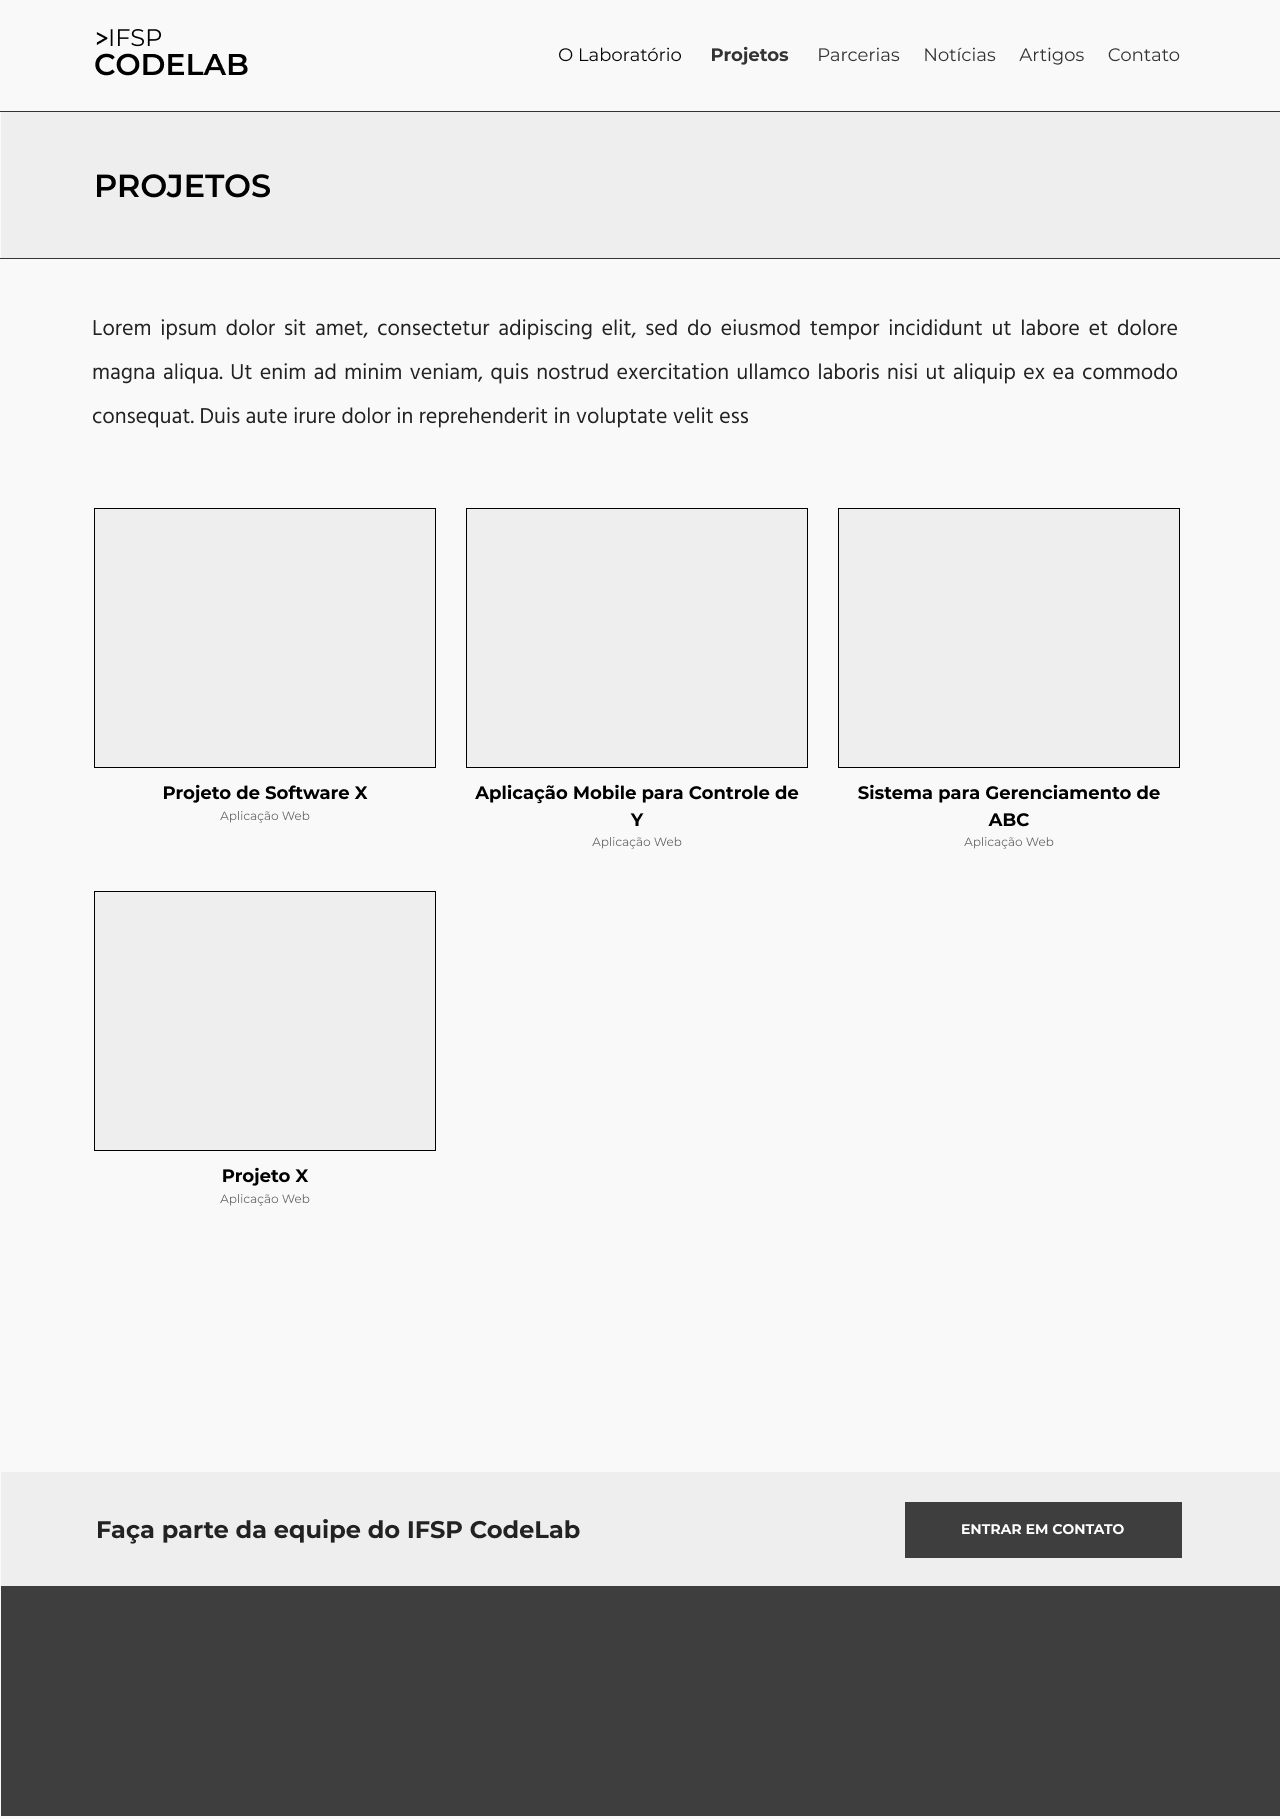 >IFSP
CODELAB
O Laboratório Projetos Parcerias Notícias Artigos Contato
PROJETOS
Lorem ipsum dolor sit amet, consectetur adipiscing elit, sed do eiusmod tempor incididunt ut labore et dolore
magna aliqua. Ut enim ad minim veniam, quis nostrud exercitation ullamco laboris nisi ut aliquip ex ea commodo
consequat. Duis aute irure dolor in reprehenderit in voluptate velit ess
Projeto de Software X
Aplicação Web
Aplicação Mobile para Controle de
Y
Aplicação Web
Sistema para Gerenciamento de
ABC
Aplicação Web
Projeto X
Aplicação Web
Faça parte da equipe do IFSP CodeLab
ENTRAR EM CONTATO